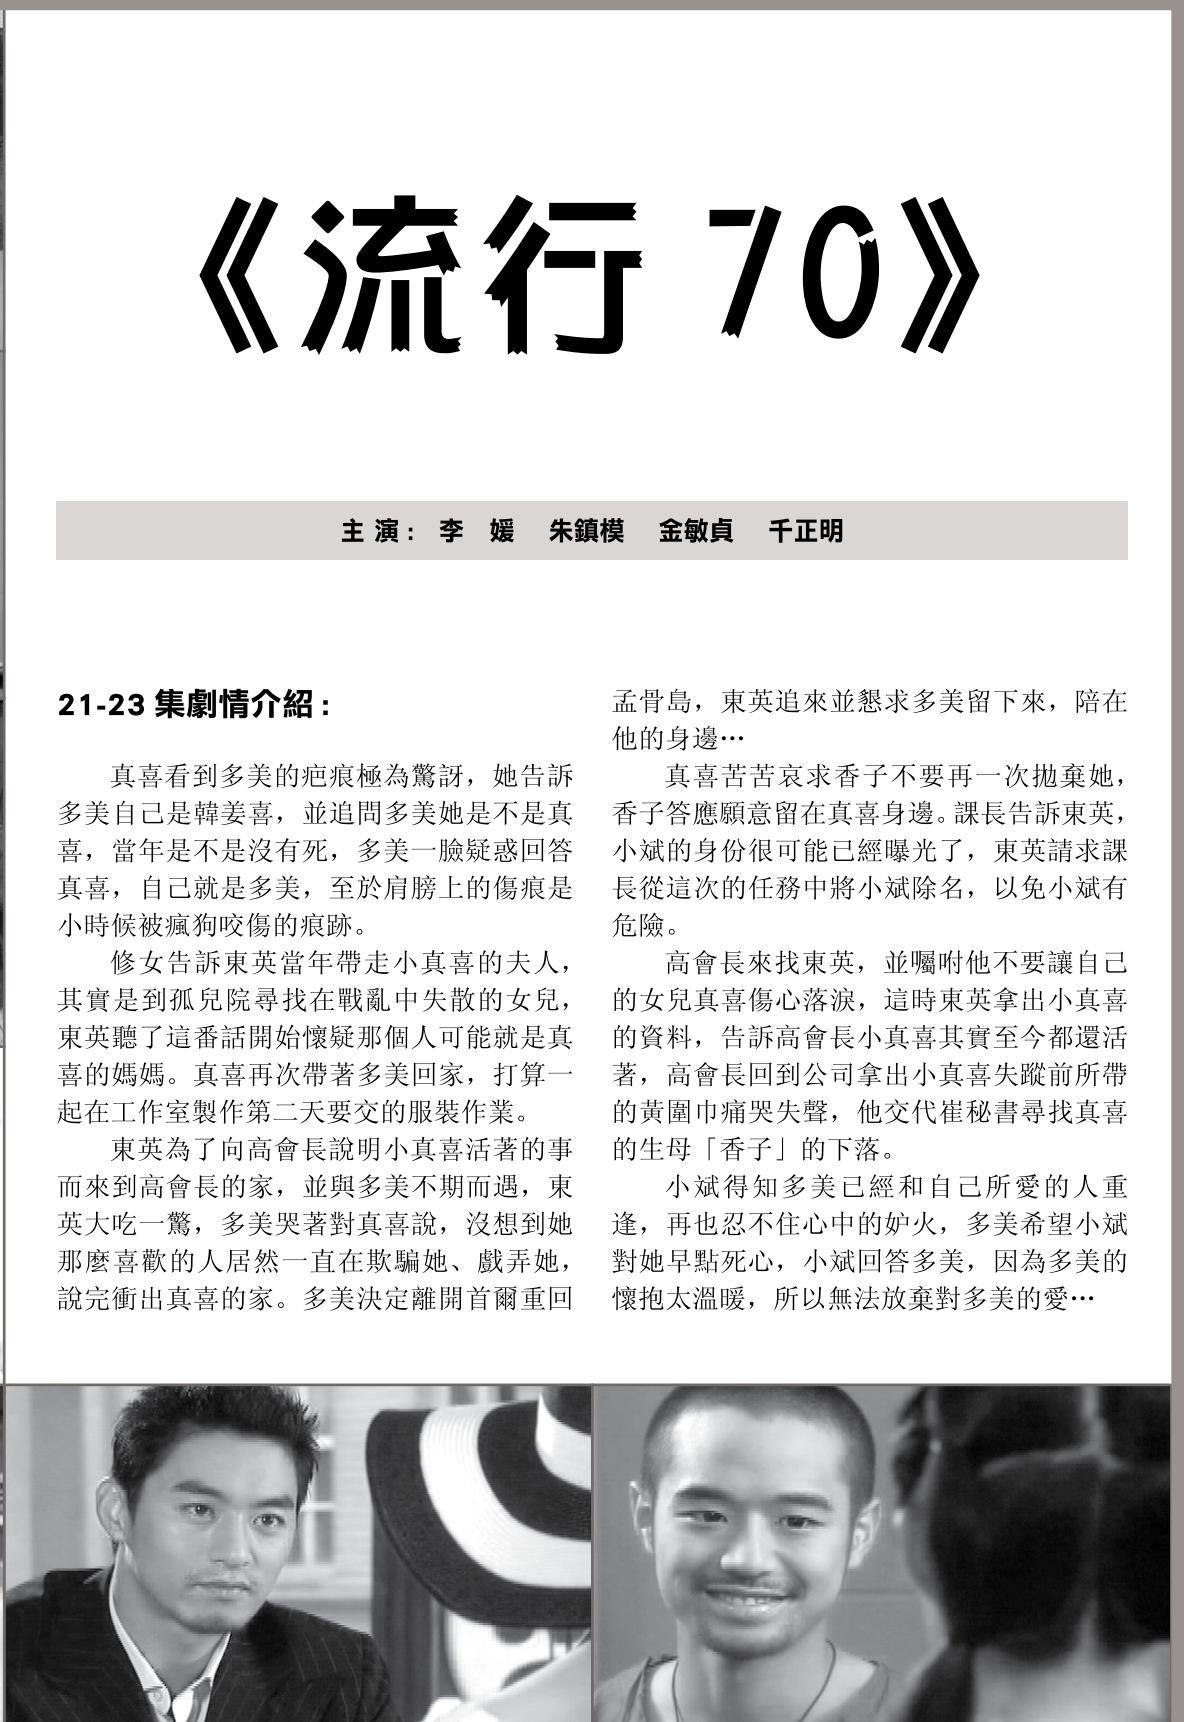 《流行 70》
主 演： 李　媛　朱鎮模　金敏貞　千正明
21-23 集劇情介紹：
真喜看到多美的疤痕極為驚訝，她告訴
多美自己是韓姜喜，並追問多美她是不是真
喜，當年是不是沒有死，多美一臉疑惑回答
真喜，自己就是多美，至於肩膀上的傷痕是
小時候被瘋狗咬傷的痕跡。
修女告訴東英當年帶走小真喜的夫人，
其實是到孤兒院尋找在戰亂中失散的女兒，
東英聽了這番話開始懷疑那個人可能就是真
喜的媽媽。真喜再次帶著多美回家，打算一
起在工作室製作第二天要交的服裝作業。
東英為了向高會長說明小真喜活著的事
而來到高會長的家，並與多美不期而遇，東
英大吃一驚，多美哭著對真喜說，沒想到她
那麼喜歡的人居然一直在欺騙她、戲弄她，
說完衝出真喜的家。多美決定離開首爾重回
孟骨島，東英追來並懇求多美留下來，陪在
他的身邊…
真喜苦苦哀求香子不要再一次拋棄她，
香子答應願意留在真喜身邊。課長告訴東英，
小斌的身份很可能已經曝光了，東英請求課
長從這次的任務中將小斌除名，以免小斌有
危險。
高會長來找東英，並囑咐他不要讓自己
的女兒真喜傷心落淚，這時東英拿出小真喜
的資料，告訴高會長小真喜其實至今都還活
著，高會長回到公司拿出小真喜失蹤前所帶
的黃圍巾痛哭失聲，他交代崔秘書尋找真喜
的生母「香子」的下落。
小斌得知多美已經和自己所愛的人重
逢，再也忍不住心中的妒火，多美希望小斌
對她早點死心，小斌回答多美，因為多美的
懷抱太溫暖，所以無法放棄對多美的愛…